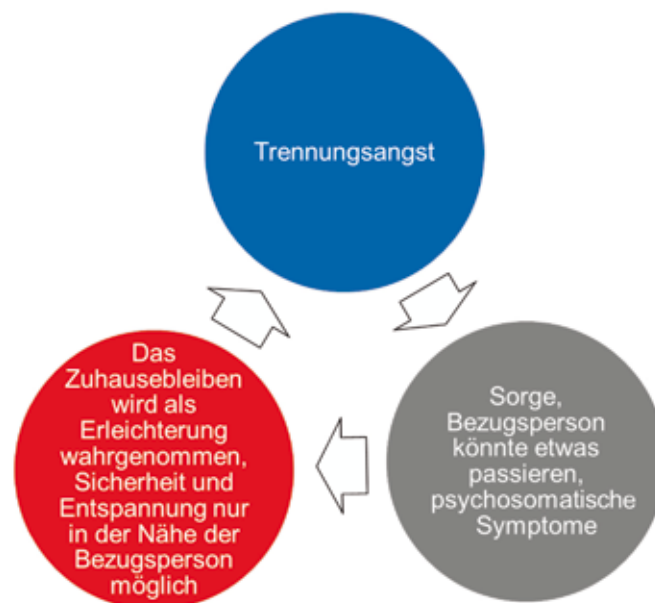 Trennungsangst
Sorge,
Bezugsperson
könnte etwas
passieren,
psychosomatische
Symptome
Das
Zuhausebleiben
wird als
Erleichterung
wahrgenommen,
Sicherheit und
Entspannung nur
in der Nähe der
Bezugsperson
möglich